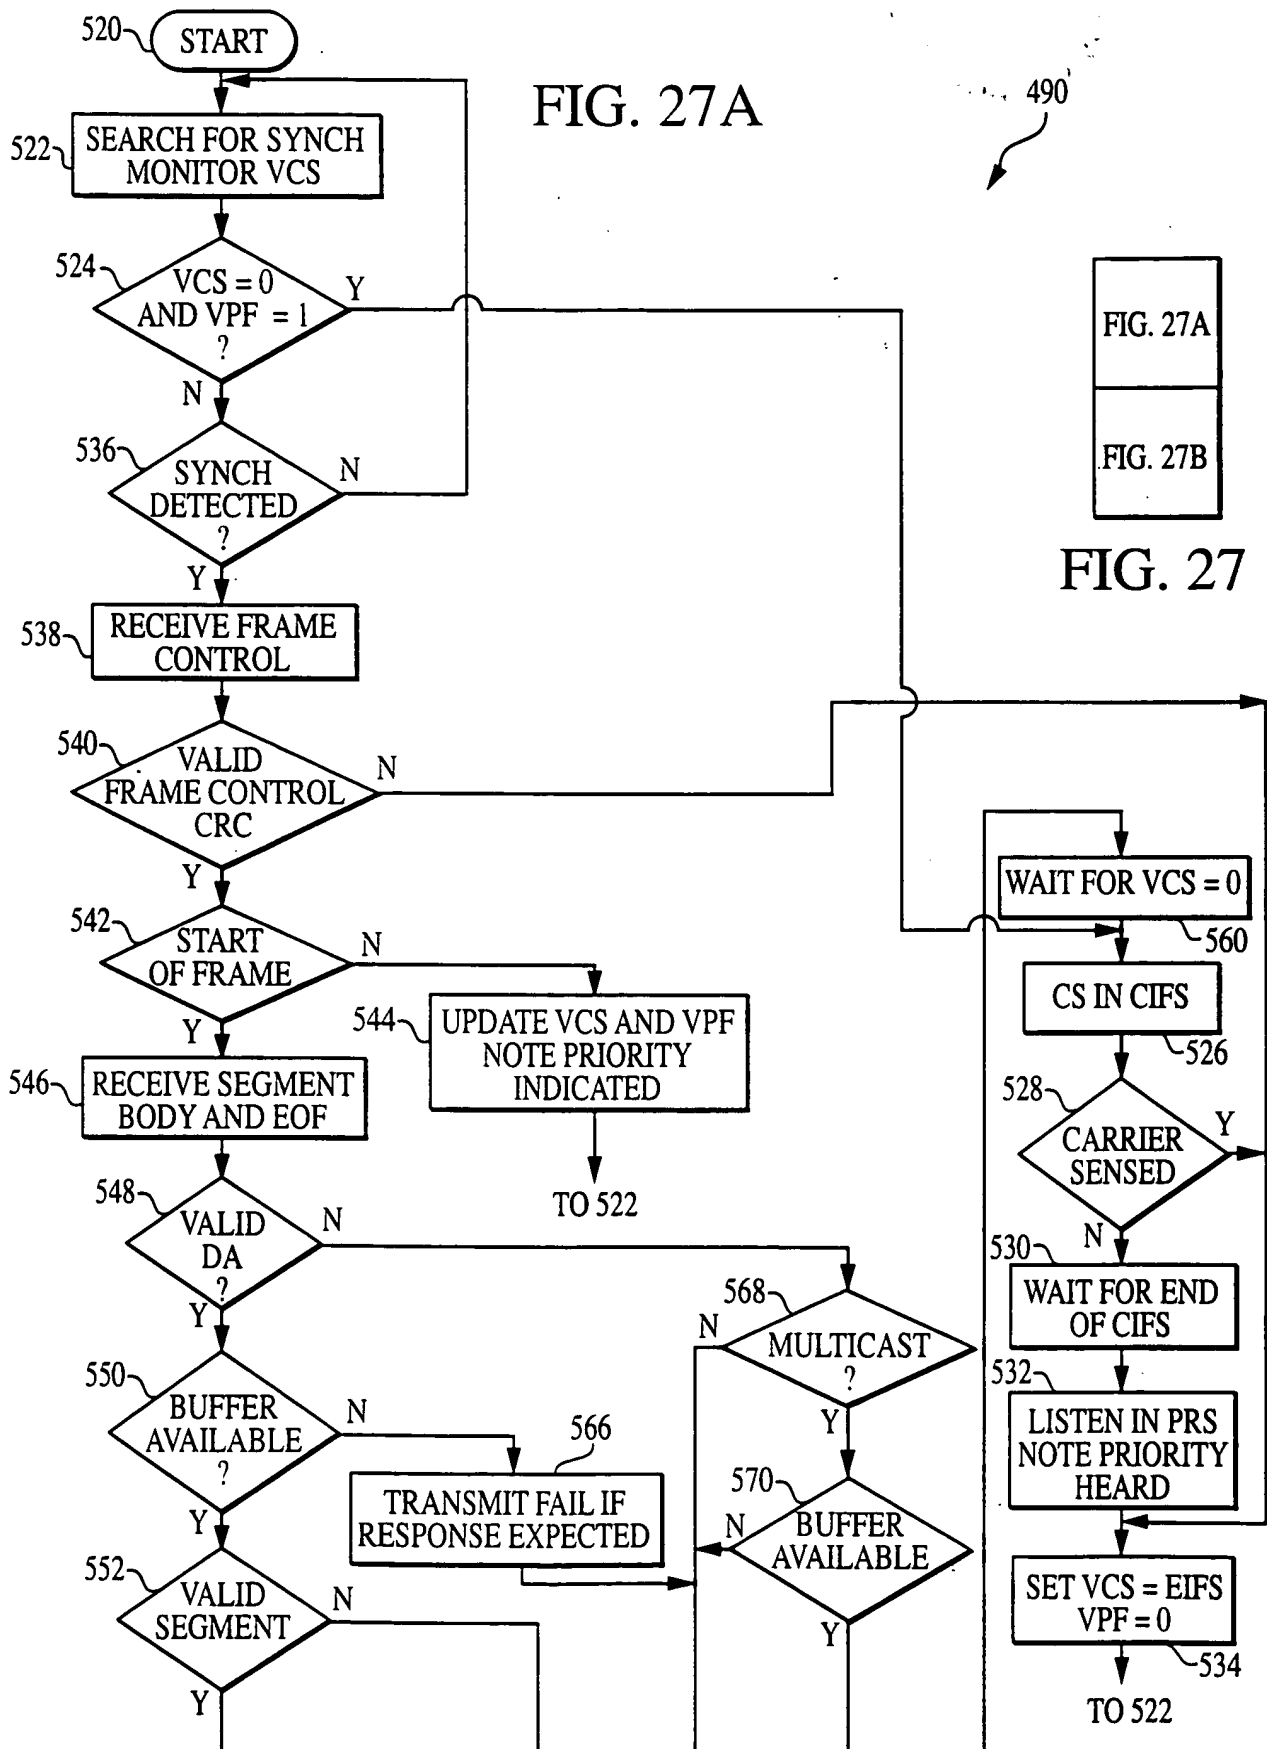 520
START
FIG. 27A
490
522
SEARCH FOR SYNCH
MONITOR VCS
524
VCS = 0
AND VPF = 1
?
Y
N
FIG. 27A
FIG. 27B
FIG. 27
536
SYNCH
DETECTED
?
N
Y
538
RECEIVE FRAME
CONTROL
540
VALID
FRAME CONTROL
CRC
N
Y
WAIT FOR VCS = 0
560
542
START
OF FRAME
N
Y
CS IN CIFS
526
544
UPDATE VCS AND VPF
NOTE PRIORITY
INDICATED
TO 522
546
RECEIVE SEGMENT
BODY AND EOF
528
CARRIER
SENSED
Y
N
548
VALID
DA
?
N
Y
530
WAIT FOR END
OF CIFS
568
MULTICAST
?
N
Y
532
LISTEN IN PRS
NOTE PRIORITY
HEARD
550
BUFFER
AVAILABLE
?
N
Y
566
TRANSMIT FAIL IF
RESPONSE EXPECTED
570
BUFFER
AVAILABLE
N
Y
552
VALID
SEGMENT
N
Y
SET VCS = EIFS
VPF = 0
534
TO 522